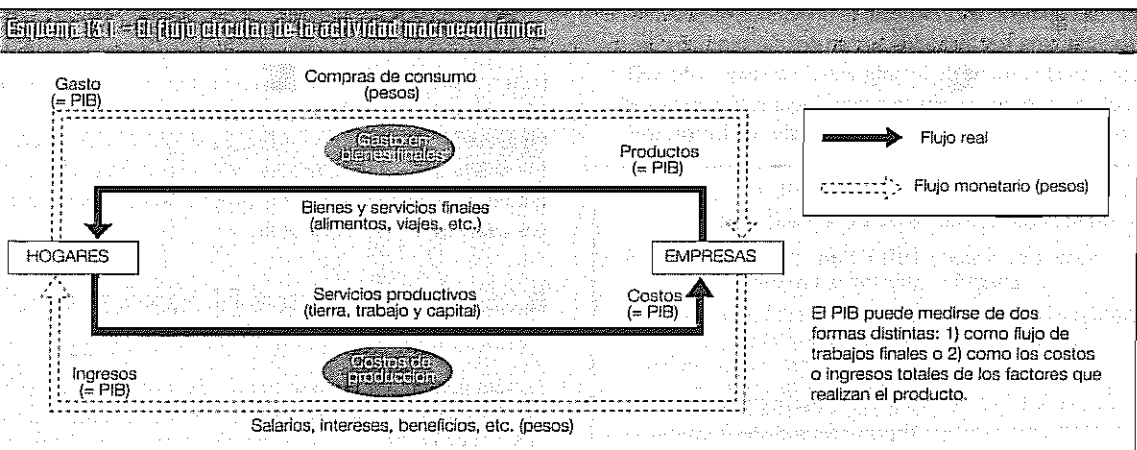 Esquema 13.1 – El flujo circular de la actividad macroeconómica
Gasto
(= PIB)
Compras de consumo
(pesos)
Gasto en
bienes finales
Productos
(= PIB)
Bienes y servicios finales
(alimentos, viajes, etc.)
HOGARES
EMPRESAS
Servicios productivos
(tierra, trabajo y capital)
Costos
(= PIB)
Costos de
producción
Ingresos
(= PIB)
Salarios, intereses, beneficios, etc. (pesos)
Flujo real
Flujo monetario (pesos)
El PIB puede medirse de dos
formas distintas: 1) como flujo de
trabajos finales o 2) como los costos
o ingresos totales de los factores que
realizan el producto.